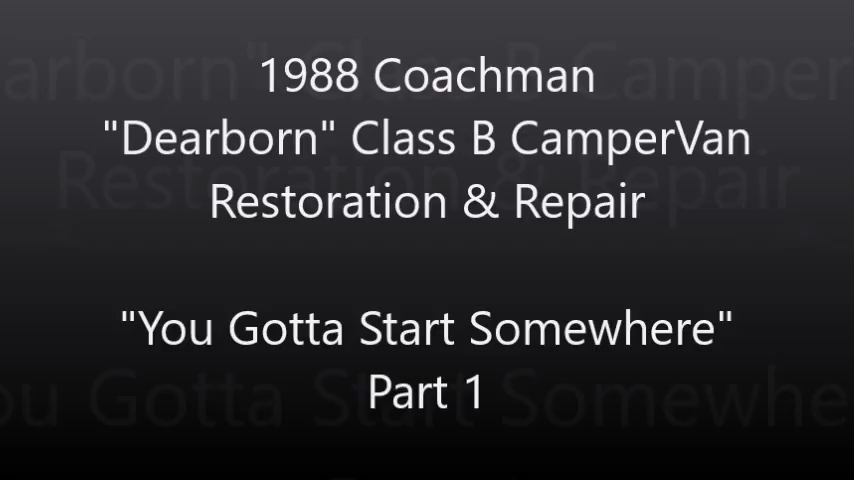 1988 Coachman
"Dearborn" Class B CamperVan
Restoration & Repair
"You Gotta Start Somewhere"
Part 1